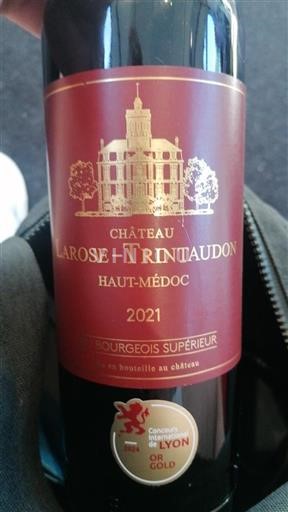 CHÂTEAU
LAROSE-TRINTAUDON
HAUT-MÉDOC
2021
BOURGEOIS SUPÉRIEUR
en bouteille au château
Concours
International
de LYON
2024
OR
GOLD